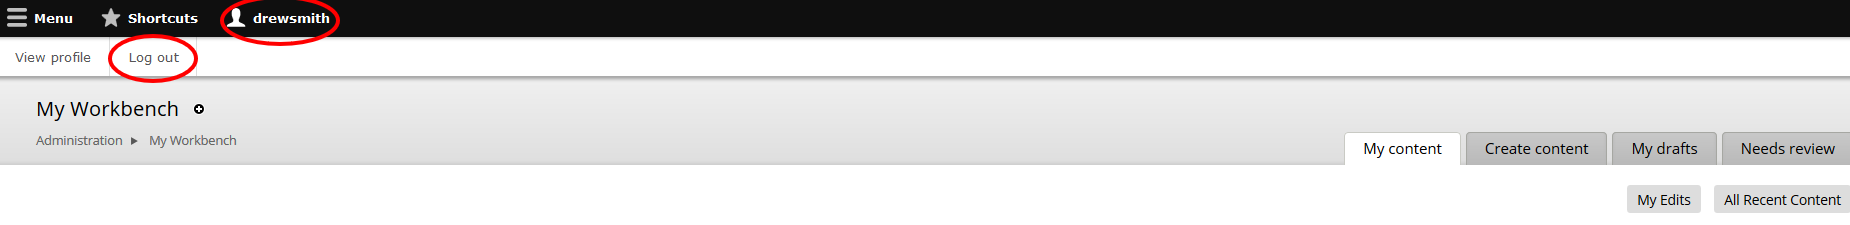 Menu Shortcuts drewsmith
View profile Log out
My Workbench
Administration My Workbench
My content Create content My drafts Needs review
My Edits All Recent Content